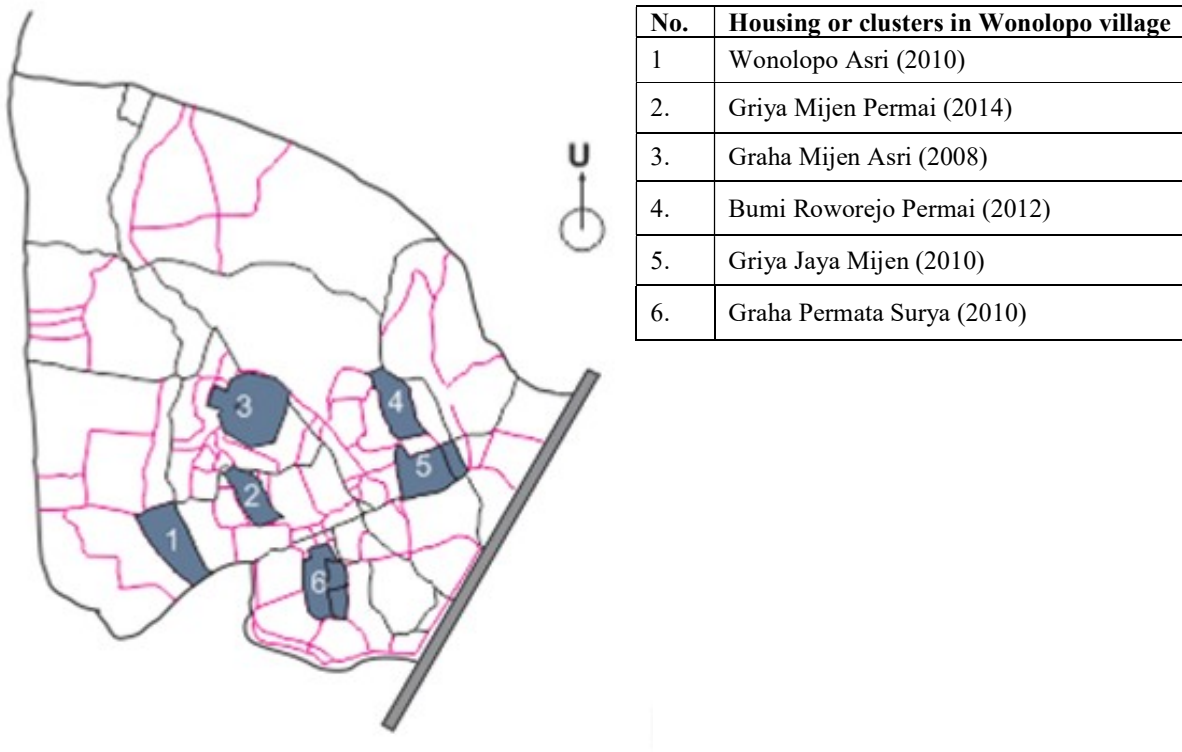 U
3
4
5
2
1
6
No. Housing or clusters in Wonolopo village
1 Wonolopo Asri (2010)
2. Griya Mijen Permai (2014)
3. Graha Mijen Asri (2008)
4. Bumi Roworejo Permai (2012)
5. Griya Jaya Mijen (2010)
6. Graha Permata Surya (2010)